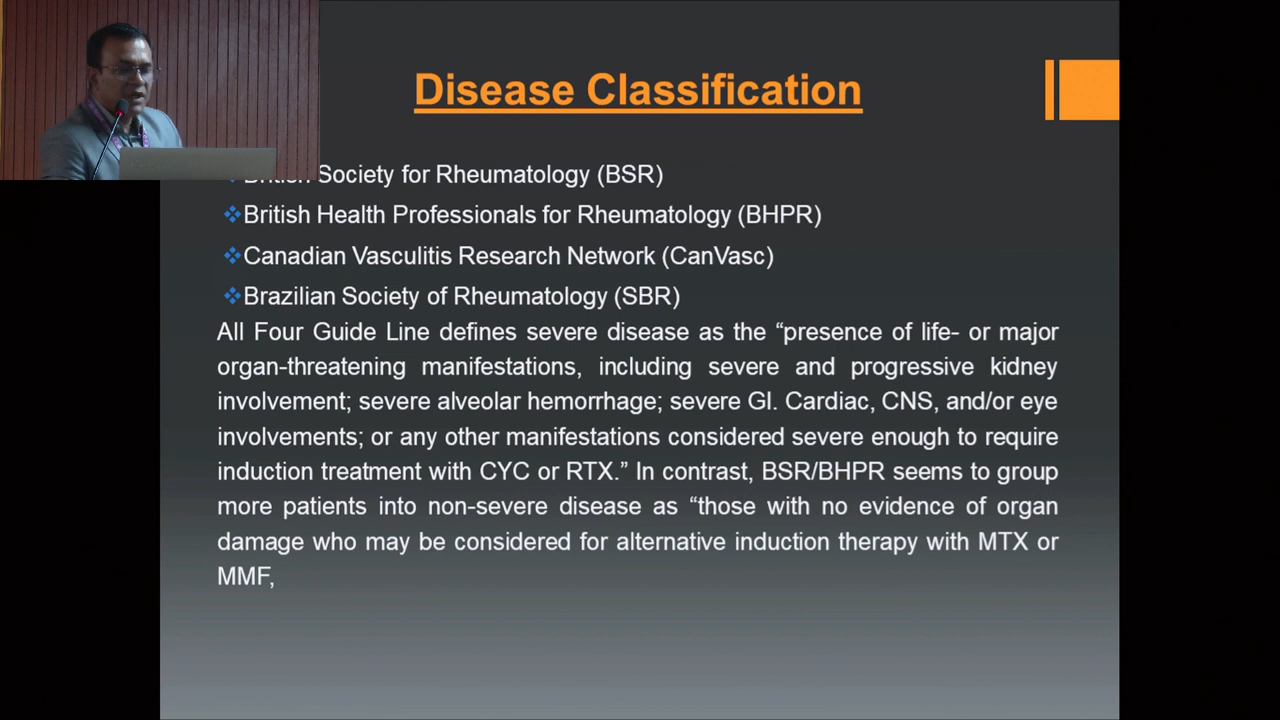 Disease Classification
British Society for Rheumatology (BSR)
❖British Health Professionals for Rheumatology (BHPR)
❖Canadian Vasculitis Research Network (CanVasc)
❖Brazilian Society of Rheumatology (SBR)
All Four Guide Line defines severe disease as the “presence of life- or major
organ-threatening manifestations, including severe and progressive kidney
involvement; severe alveolar hemorrhage; severe GI. Cardiac, CNS, and/or eye
involvements; or any other manifestations considered severe enough to require
induction treatment with CYC or RTX.” In contrast, BSR/BHPR seems to group
more patients into non-severe disease as “those with no evidence of organ
damage who may be considered for alternative induction therapy with MTX or
MMF,